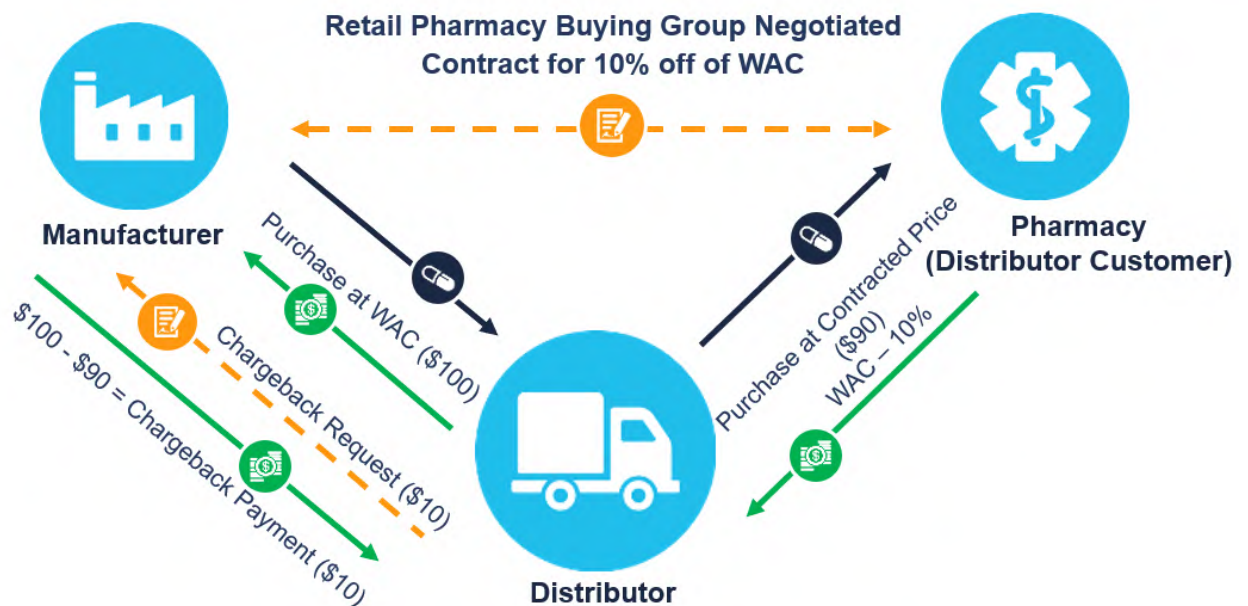 Retail Pharmacy Buying Group Negotiated
Contract for 10% off of WAC
Manufacturer
Pharmacy
(Distributor Customer)
Purchase at WAC ($100)
Chargeback Request ($10)
$100 - $90 = Chargeback Payment ($10)
Purchase at Contracted Price
($90)
WAC – 10%
Distributor